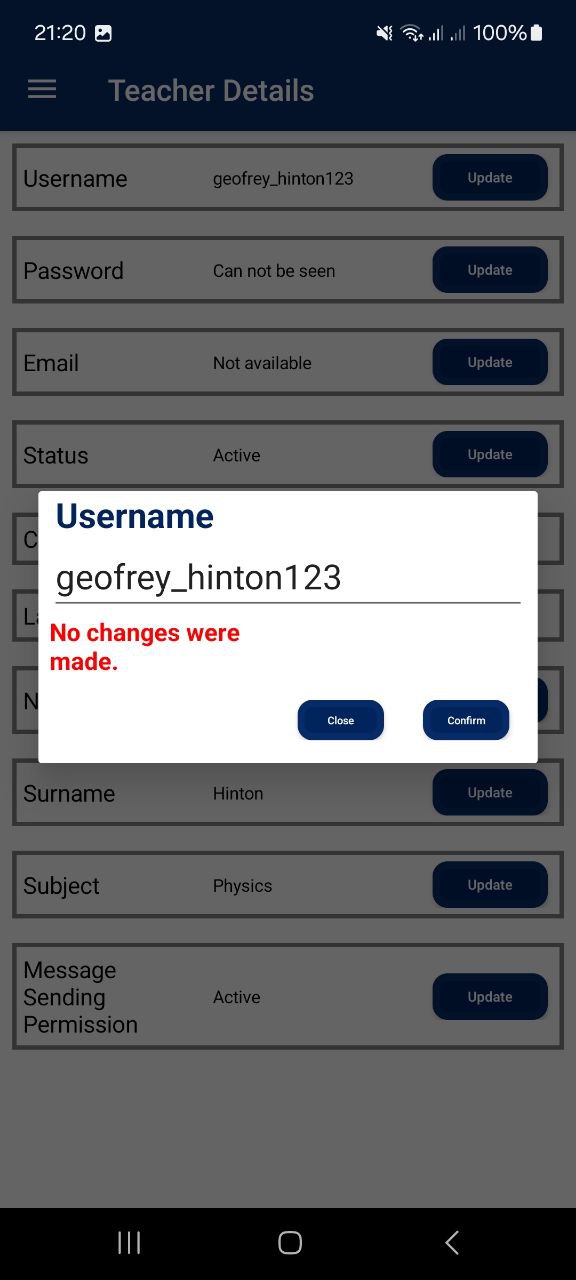 21:20
100%
Teacher Details
Username geofrey_hinton123 Update
Password Can not be seen Update
Email Not available Update
Status Active Update
Username
geofrey_hinton123
No changes were
made.
Close Confirm
Surname Hinton Update
Subject Physics Update
Message
Sending
Permission
Active Update